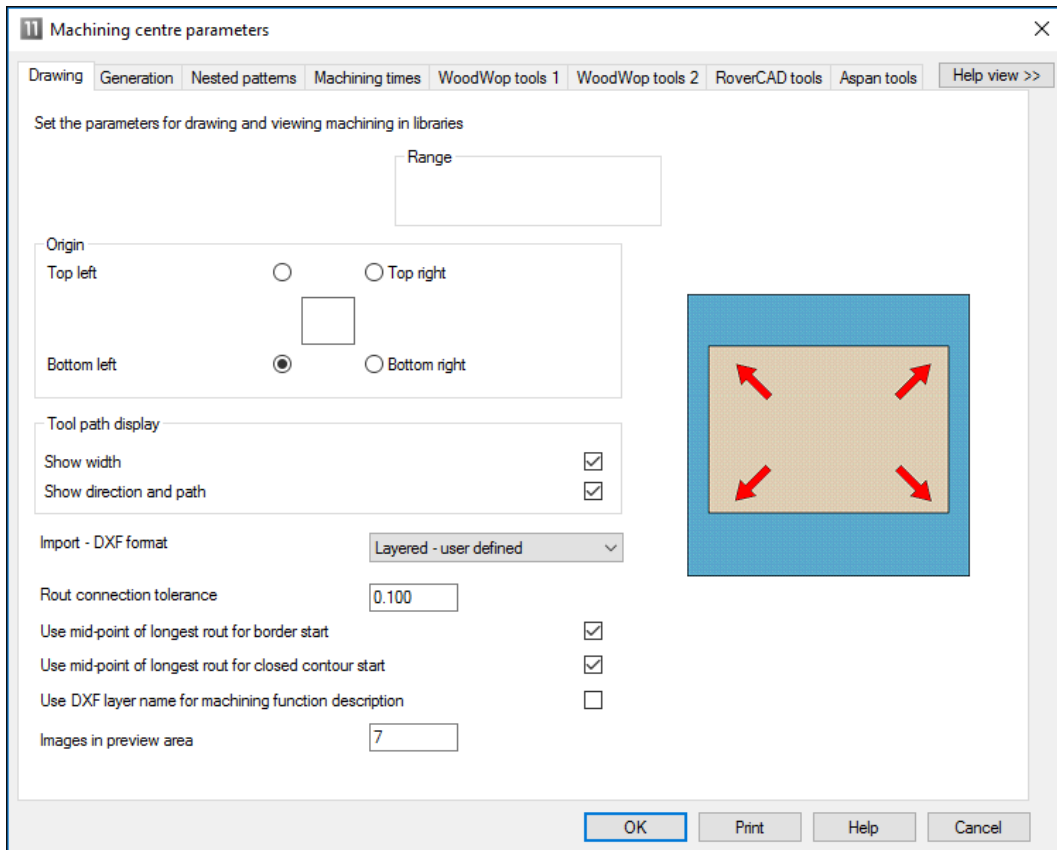 11 Machining centre parameters
Drawing Generation Nested patterns Machining times WoodWop tools 1 WoodWop tools 2 RoverCAD tools Aspan tools Help view >>
Set the parameters for drawing and viewing machining in libraries
Range
Origin
Top left Top right
Bottom left Bottom right
Tool path display
Show width
Show direction and path
Import - DXF format Layered - user defined
Rout connection tolerance 0.100
Use mid-point of longest rout for border start
Use mid-point of longest rout for closed contour start
Use DXF layer name for machining function description
Images in preview area 7
OK Print Help Cancel